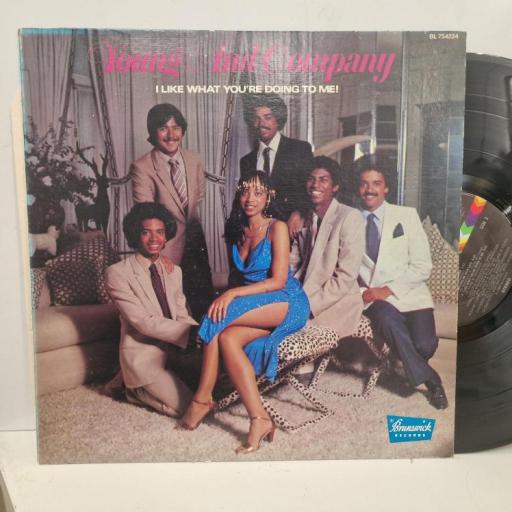 BL 754224
Young And Company
I LIKE WHAT YOU'RE DOING TO ME!
Brunswick
RECORDS